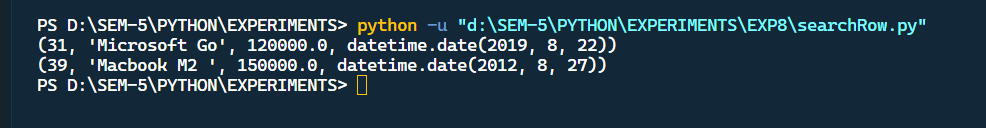 PS D:\SEM-5\PYTHON\EXPERIMENTS> python -u "d:\SEM-5\PYTHON\EXPERIMENTS\EXP8\searchRow.py"
(31, 'Microsoft Go', 120000.0, datetime.date(2019, 8, 22))
(39, 'Macbook M2 ', 150000.0, datetime.date(2012, 8, 27))
PS D:\SEM-5\PYTHON\EXPERIMENTS>